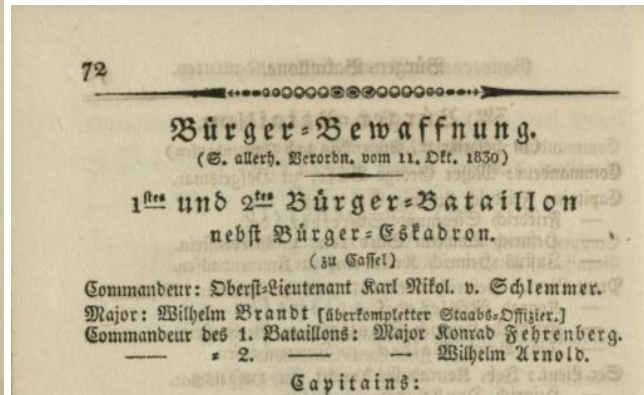 72
Bürger-Bewaffnung.
(S. allerh. Verordn. vom 11. Okt. 1830)
1stes und 2tes Bürger-Bataillon
nebst Bürger-Eskadron.
(zu Cassel)
Commandeur: Oberst-Lieutenant Karl Nikol. v. Schlemmer.
Major: Wilhelm Brandt [überkompletter Staabs-Offizier.]
Commandeur des 1. Bataillons: Major Konrad Fehrenberg.
—— = 2. —— — Wilhelm Arnold.
Capitains: